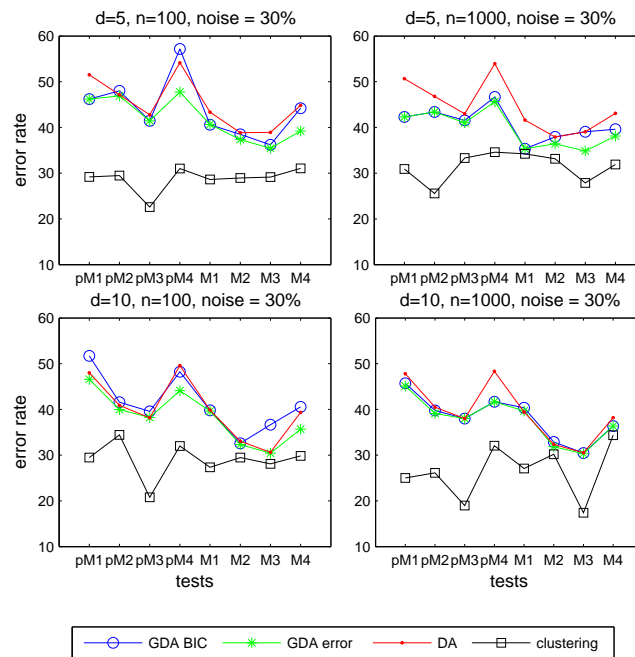 d=5, n=100, noise = 30%
60
50
40
30
20
10
error rate
pM1 pM2 pM3 pM4 M1 M2 M3 M4
d=5, n=1000, noise = 30%
60
50
40
30
20
10
pM1 pM2 pM3 pM4 M1 M2 M3 M4
d=10, n=100, noise = 30%
60
50
40
30
20
10
error rate
pM1 pM2 pM3 pM4 M1 M2 M3 M4
tests
d=10, n=1000, noise = 30%
60
50
40
30
20
10
pM1 pM2 pM3 pM4 M1 M2 M3 M4
tests
GDA BIC GDA error DA clustering